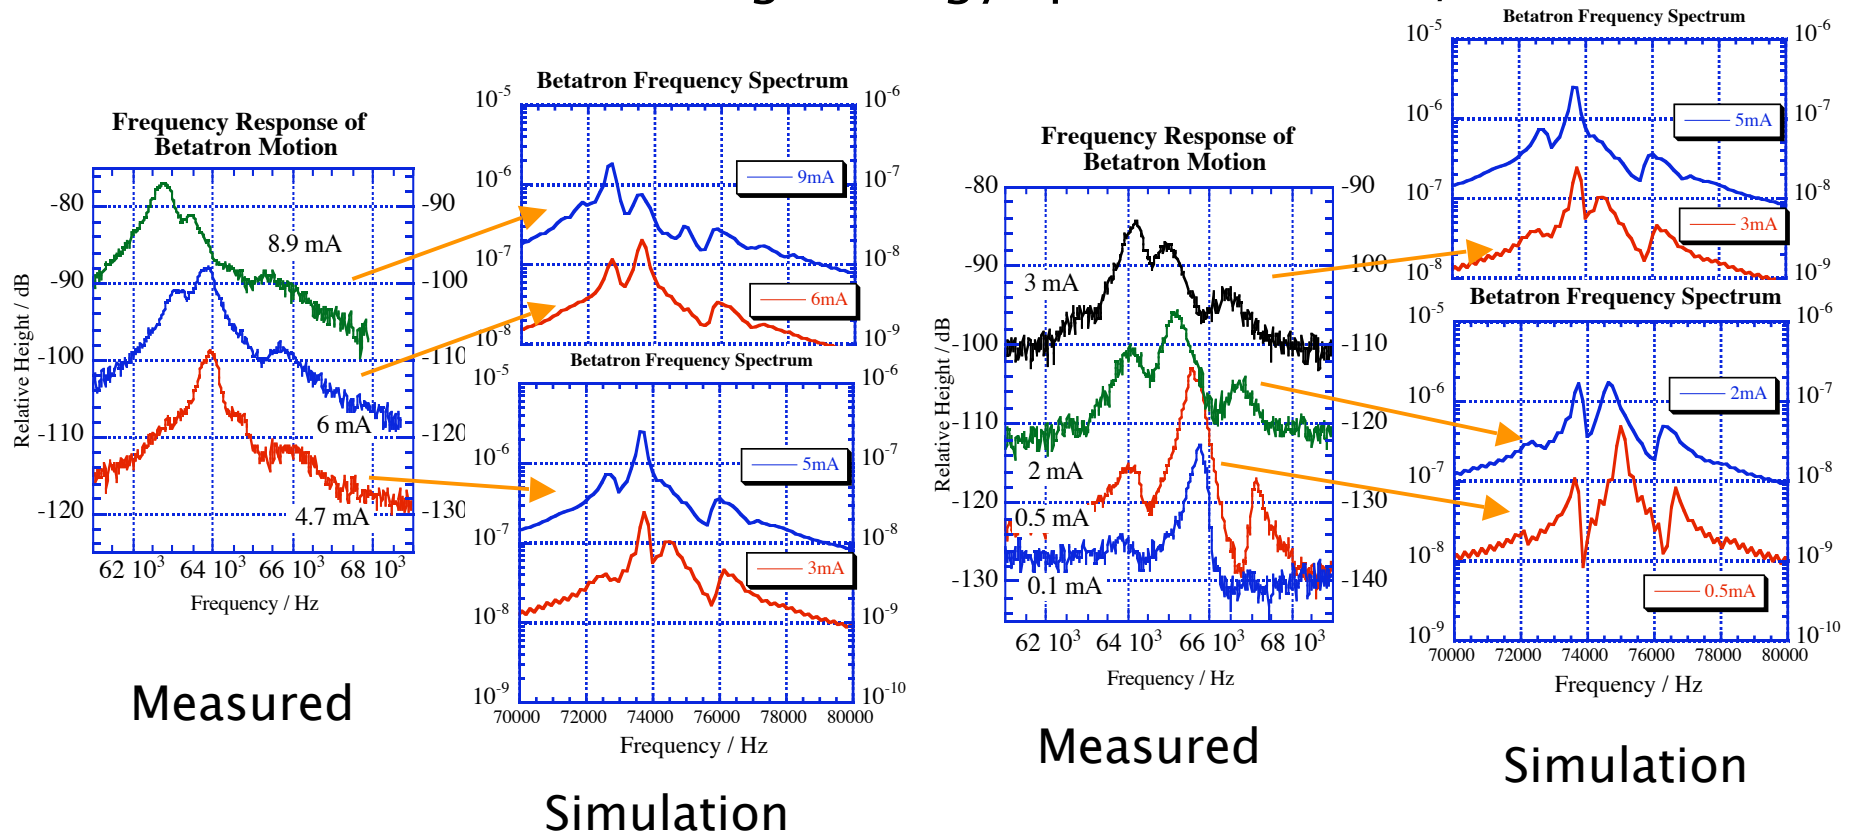 Frequency Response of
Betatron Motion
-80
-90
-100
-110
-120
-90
-100
-110
-120
-130
8.9 mA
6 mA
4.7 mA
Relative Height / dB
62 10³ 64 10³ 66 10³ 68 10³
Frequency / Hz
Measured
Betatron Frequency Spectrum
10⁻⁵
10⁻⁶
10⁻⁷
10⁻⁸
10⁻⁶
10⁻⁷
10⁻⁸
10⁻⁹
9mA
6mA
Betatron Frequency Spectrum
10⁻⁵
10⁻⁶
10⁻⁷
10⁻⁸
10⁻⁹
10⁻⁶
10⁻⁷
10⁻⁸
10⁻⁹
10⁻¹⁰
5mA
3mA
70000 72000 74000 76000 78000 80000
Frequency / Hz
Simulation
Frequency Response of
Betatron Motion
-80
-90
-100
-110
-120
-130
-90
-100
-110
-120
-130
-140
3 mA
2 mA
0.5 mA
0.1 mA
Relative Height / dB
62 10³ 64 10³ 66 10³ 68 10³
Frequency / Hz
Measured
Betatron Frequency Spectrum
10⁻⁵
10⁻⁶
10⁻⁷
10⁻⁸
10⁻⁶
10⁻⁷
10⁻⁸
10⁻⁹
5mA
3mA
Betatron Frequency Spectrum
10⁻⁵
10⁻⁶
10⁻⁷
10⁻⁸
10⁻⁹
10⁻⁶
10⁻⁷
10⁻⁸
10⁻⁹
10⁻¹⁰
2mA
0.5mA
70000 72000 74000 76000 78000 80000
Frequency / Hz
Simulation